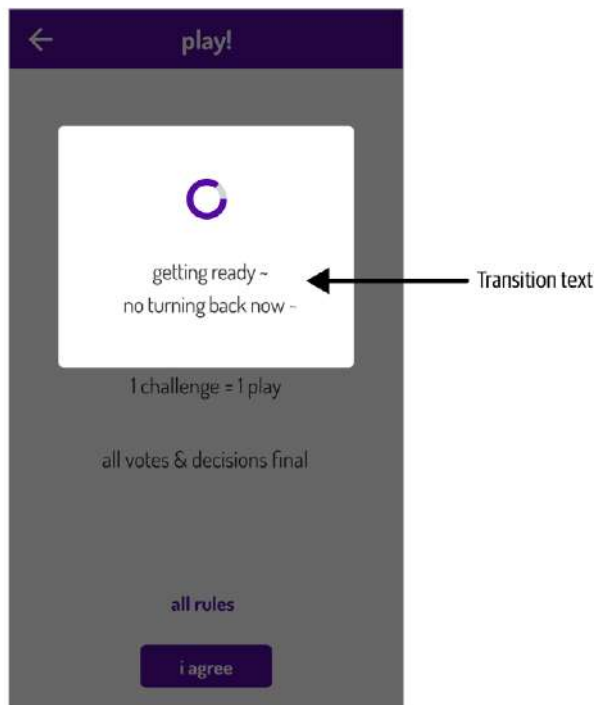 play!
getting ready ~
no turning back now ~
Transition text
1 challenge = 1 play
all votes & decisions final
all rules
i agree